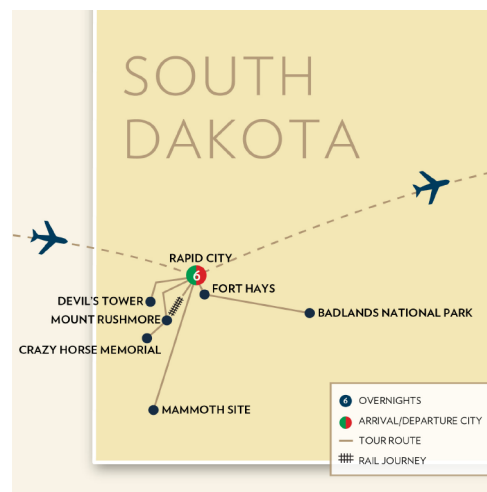 SOUTH
DAKOTA
RAPID CITY
6
FORT HAYS
DEVIL'S TOWER
BADLANDS NATIONAL PARK
MOUNT RUSHMORE
CRAZY HORSE MEMORIAL
MAMMOTH SITE
6 OVERNIGHTS
ARRIVAL/DEPARTURE CITY
TOUR ROUTE
RAIL JOURNEY